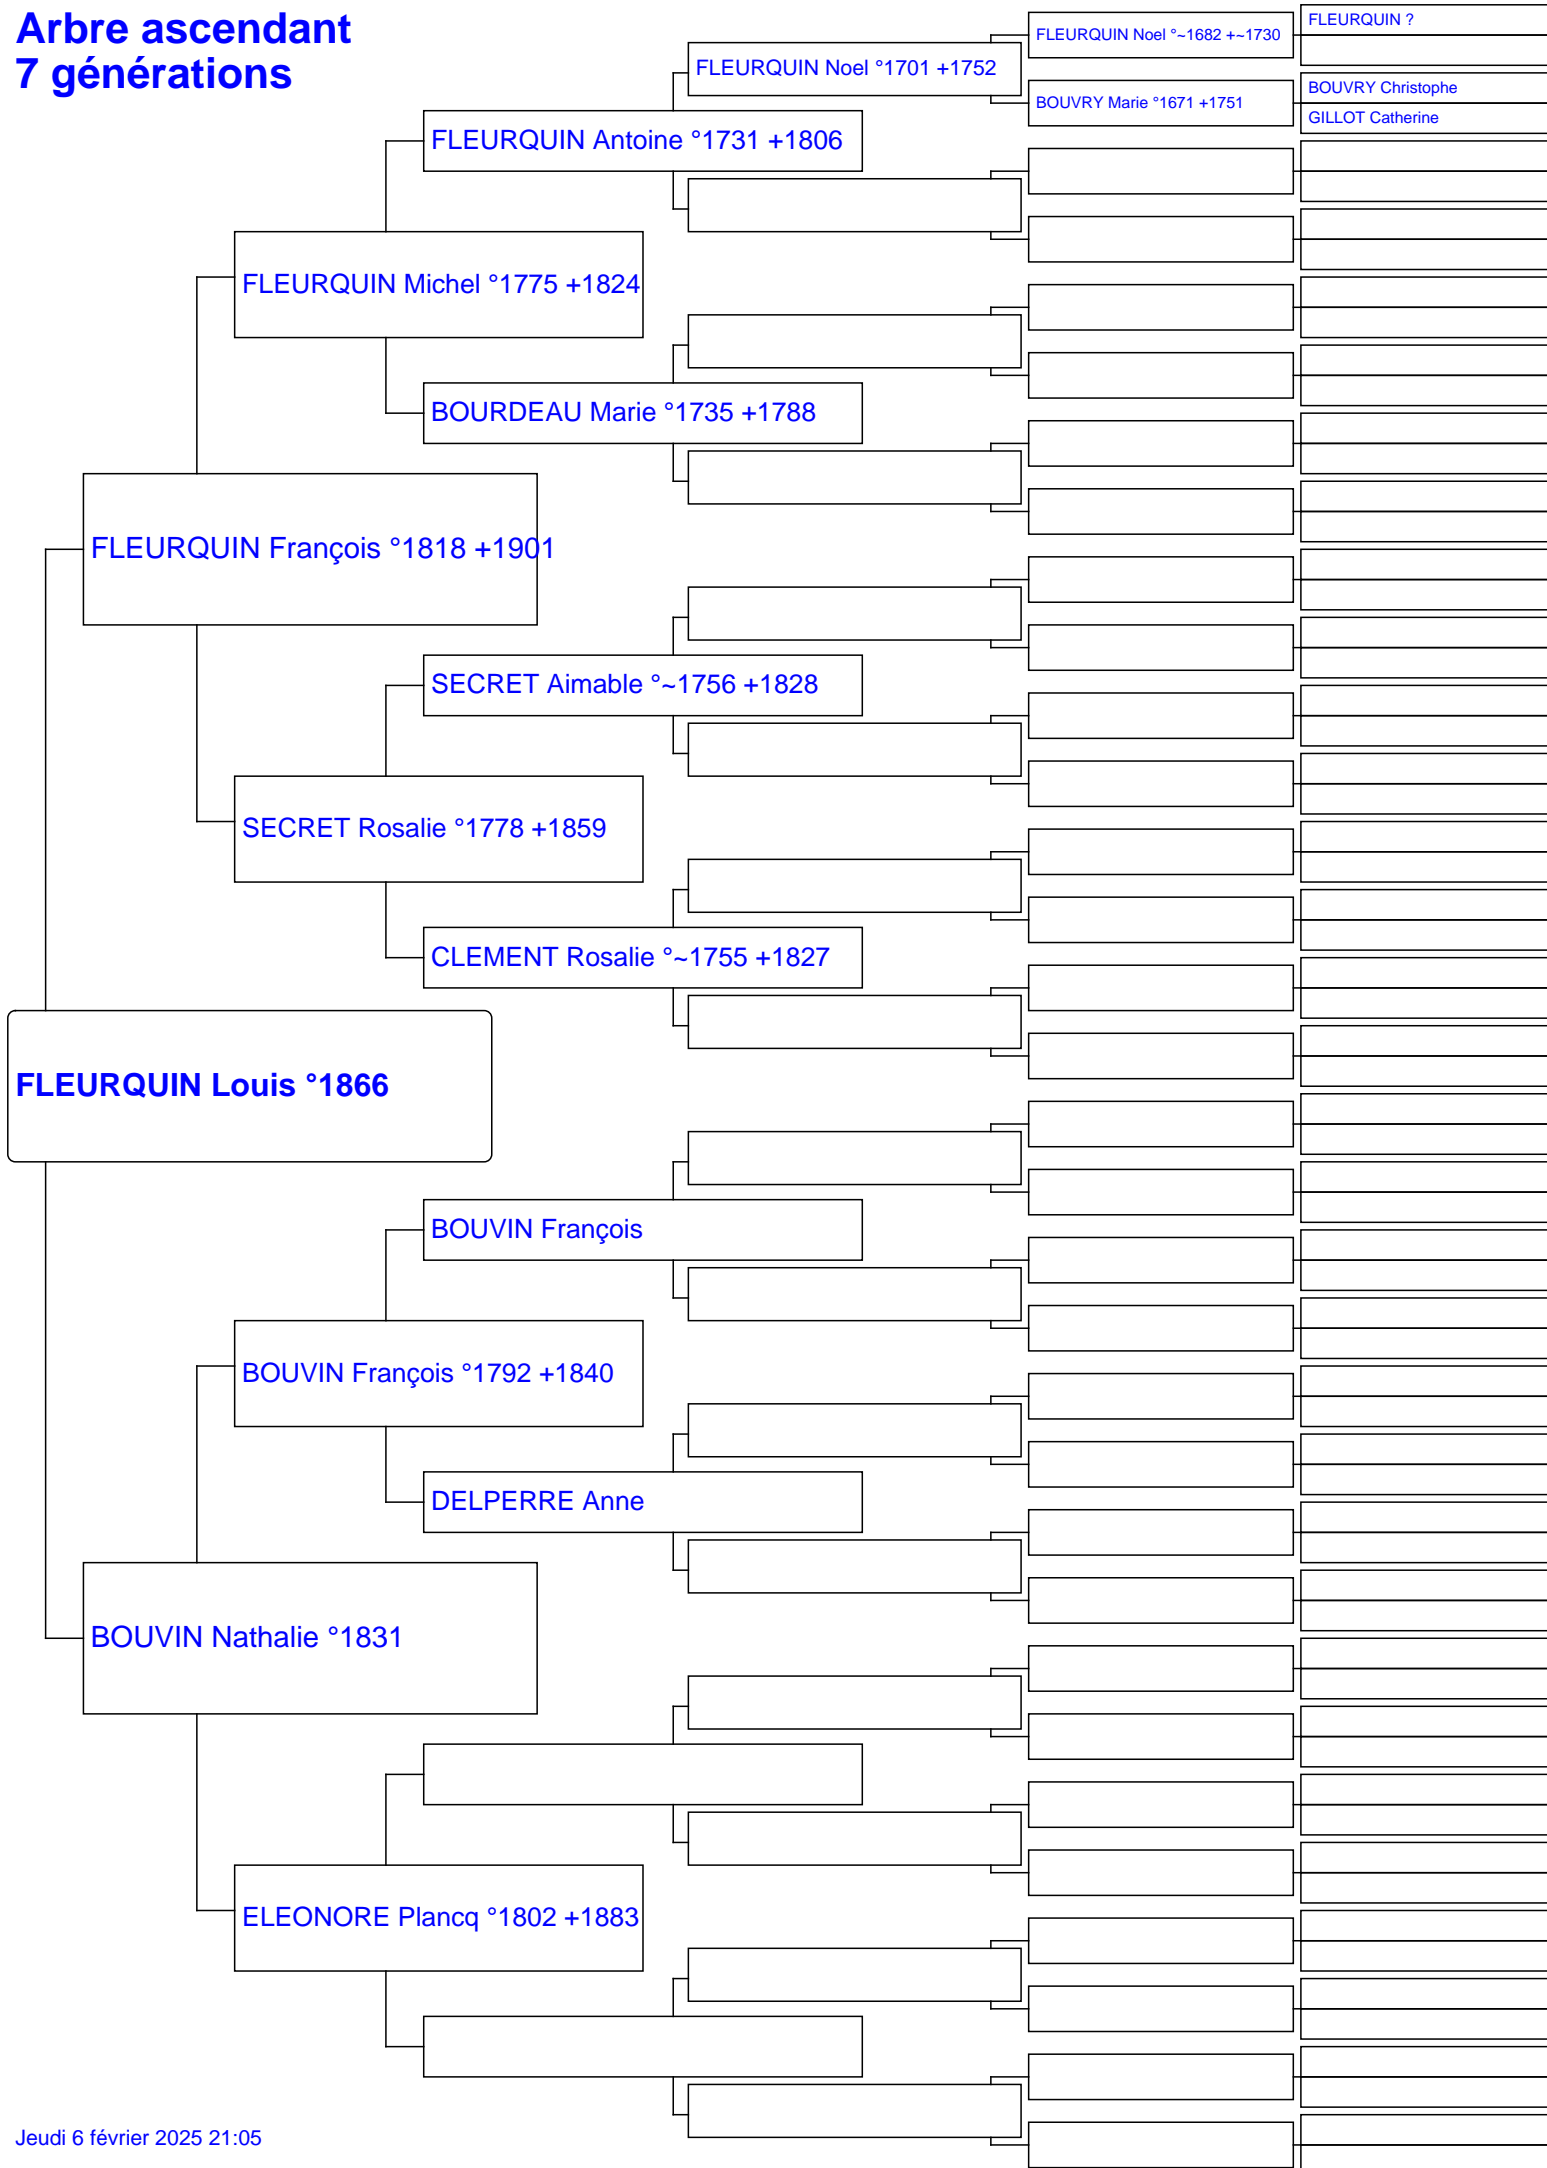 Arbre ascendant
7 générations
FLEURQUIN Louis °1866
FLEURQUIN François °1818 +1901
BOUVIN Nathalie °1831
FLEURQUIN Michel °1775 +1824
SECRET Rosalie °1778 +1859
BOUVIN François °1792 +1840
ELEONORE Plancq °1802 +1883
FLEURQUIN Antoine °1731 +1806
BOURDEAU Marie °1735 +1788
SECRET Aimable °~1756 +1828
CLEMENT Rosalie °~1755 +1827
BOUVIN François
DELPERRE Anne
FLEURQUIN Noel °1701 +1752
FLEURQUIN Noel °~1682 +~1730
BOUVRY Marie °1671 +1751
FLEURQUIN ?
BOUVRY Christophe
GILLOT Catherine
Jeudi 6 février 2025 21:05